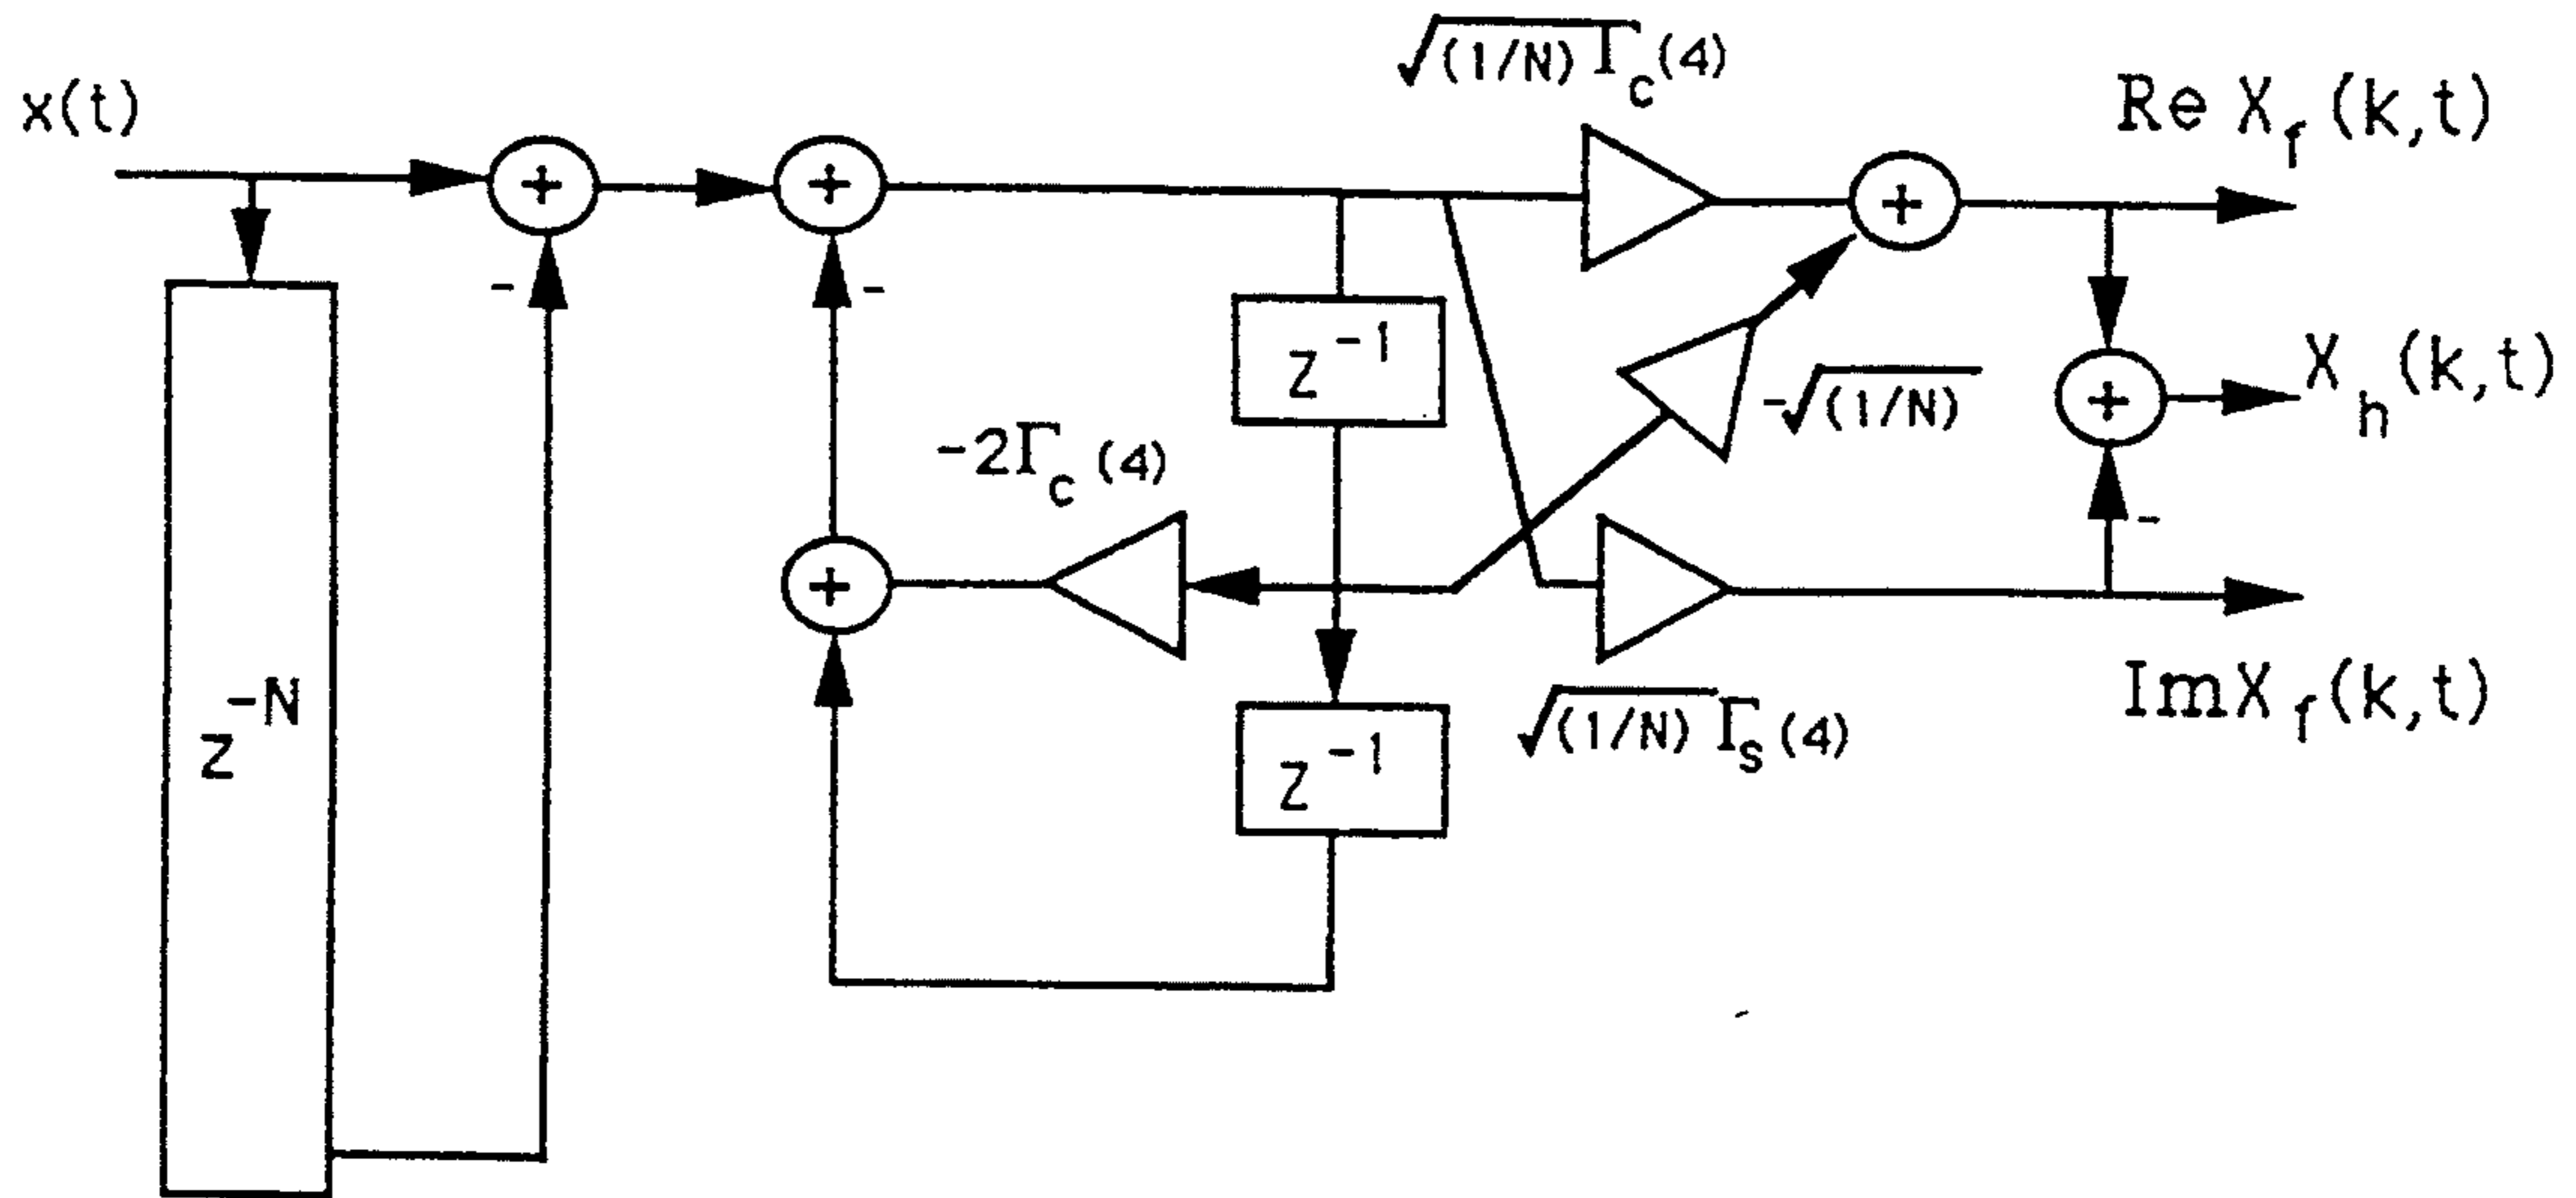 √(1/N) Γc(4)
x(t)
Re Xf(k,t)
+
+
+
-
-
z^-1
-√(1/N)
+
Xh(k,t)
-2Γc(4)
-
+
z^-N
√(1/N) Γs(4)
ImXf(k,t)
z^-1